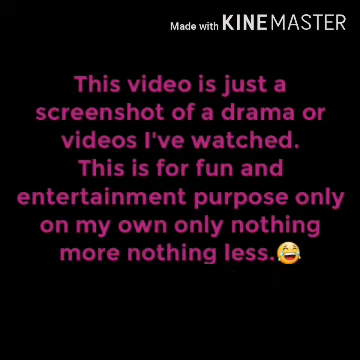 Made with KINEMASTER
This video is just a
screenshot of a drama or
videos I've watched.
This is for fun and
entertainment purpose only
on my own only nothing
more nothing less.😂